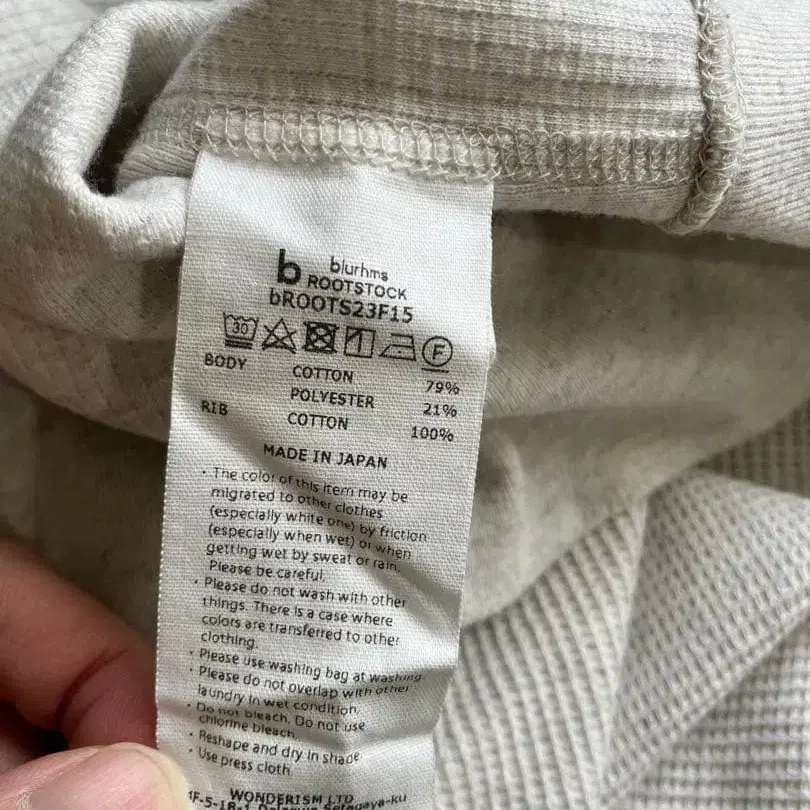 b blurhms
ROOTSTOCK
bROOTS23F15
30 F
BODY COTTON 79%
POLYESTER 21%
RIB COTTON 100%
MADE IN JAPAN
· The color of this item may be
migrated to other clothes
(especially white one) by friction
(especially when wet) or when
getting wet by sweat or rain.
Please be careful.
· Please do not wash with other
things. There is a case where
colors are transferred to other
clothing.
· Please use washing bag at washing
· Please do not overlap with other
laundry in wet condition.
· Do not bleach. Do not use
chlorine bleach.
· Reshape and dry in shade
· Use press cloth
WONDERISM LTD
Setagaya-ku